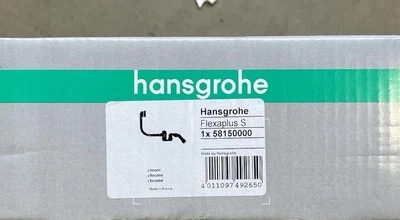 hansgrohe
Hansgrohe
Flexaplus S
1x 58150000
Made by Hansgrohe
4 011097 492650